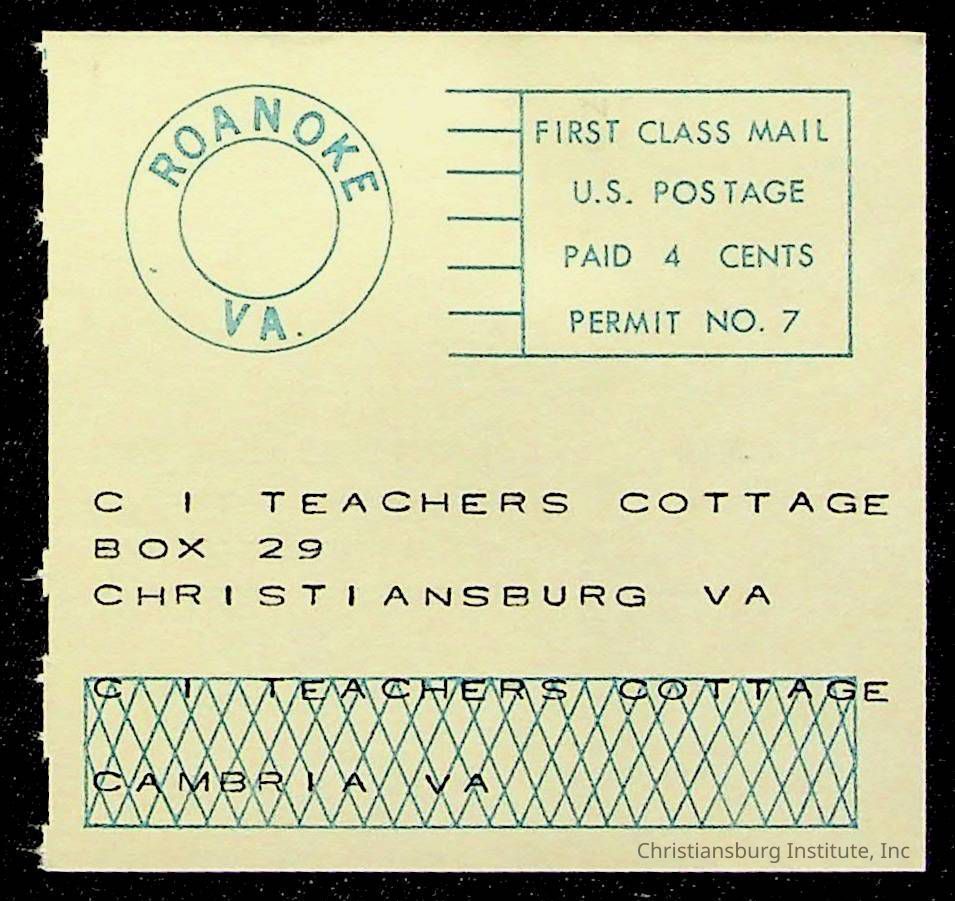 ROANOKE
VA.
FIRST CLASS MAIL
U.S. POSTAGE
PAID 4 CENTS
PERMIT NO. 7
C I TEACHERS COTTAGE
BOX 29
CHRISTIANSBURG VA
C I TEACHERS COTTAGE
CAMBRIA VA
Christiansburg Institute, Inc